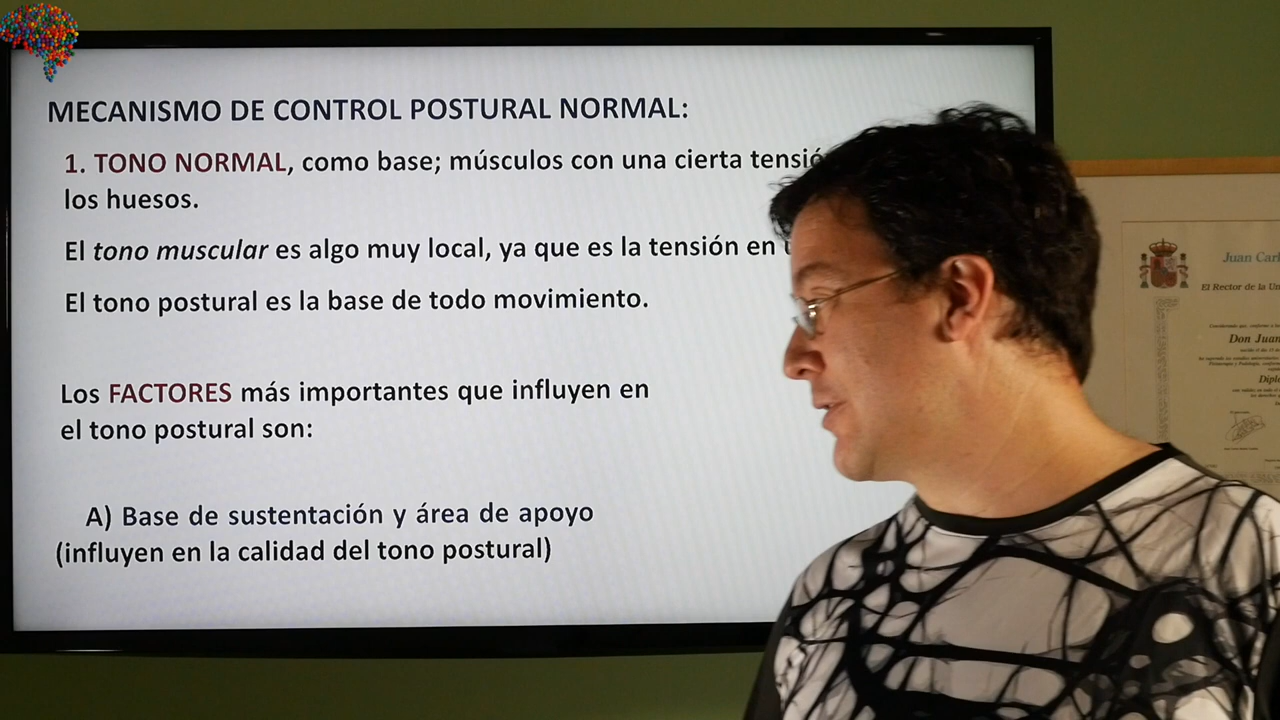 MECANISMO DE CONTROL POSTURAL NORMAL:
1. TONO NORMAL, como base; músculos con una cierta tensió
los huesos.
El tono muscular es algo muy local, ya que es la tensión en
El tono postural es la base de todo movimiento.
Los FACTORES más importantes que influyen en
el tono postural son:
A) Base de sustentación y área de apoyo
(influyen en la calidad del tono postural)
Juan Carl
El Rector de la Un
Don Juan
Diplo